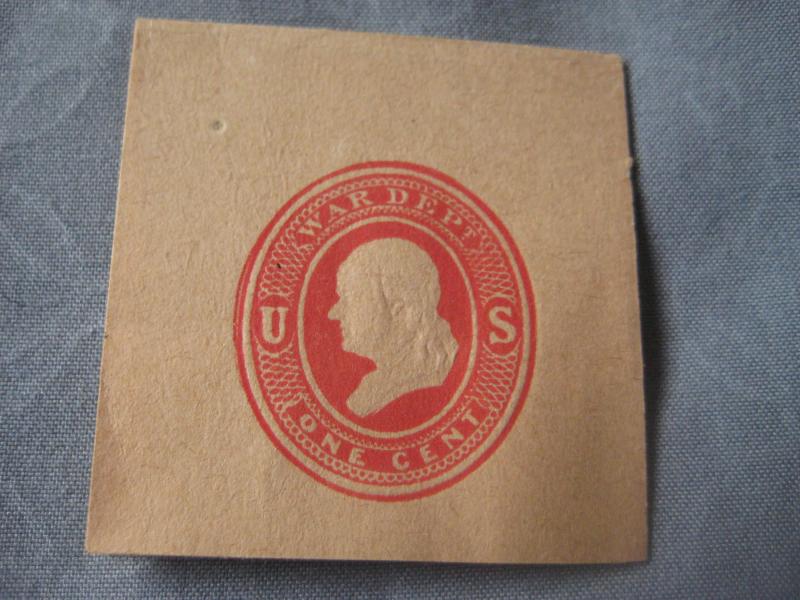 WAR DEPT
U S
ONE CENT